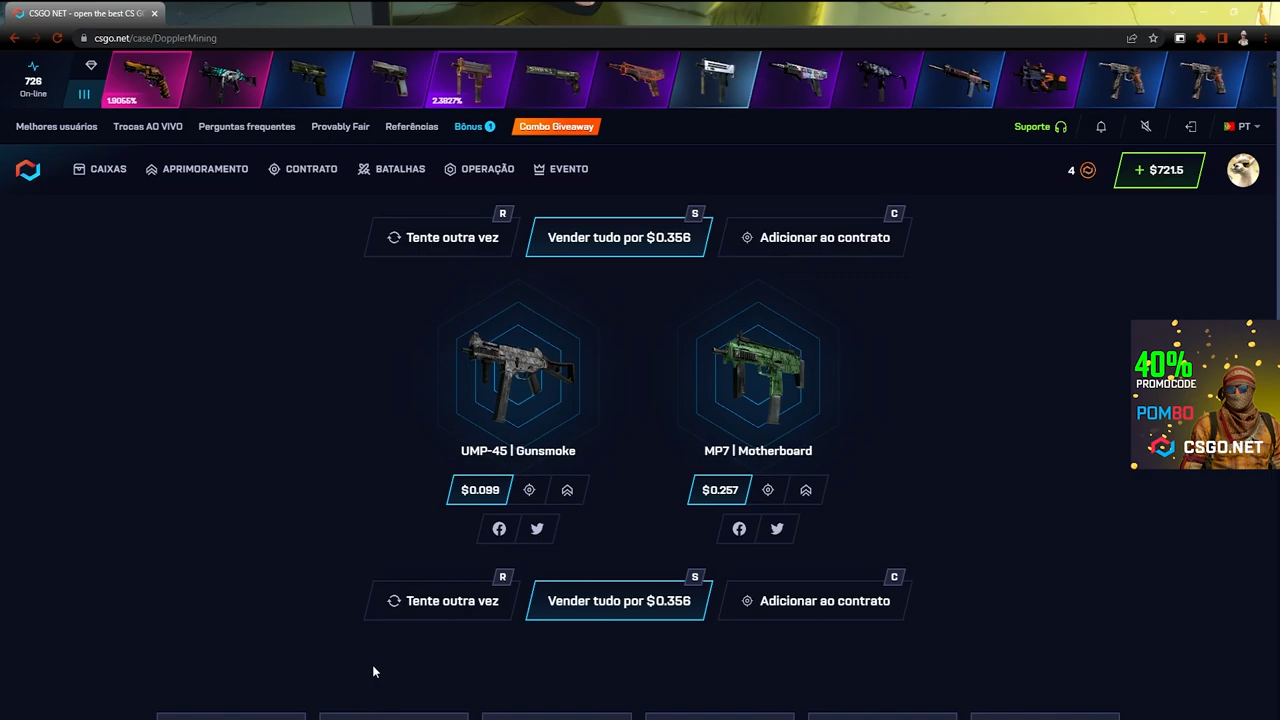 CSGO.NET - open the best CS G
csgo.net/case/DopplerMining
726
On-line
1.9055%
2.3827%
Melhores usuários
Trocas AO VIVO
Perguntas frequentes
Provably Fair
Referências
Bônus 1
Combo Giveaway
Suporte
PT
CAIXAS
APRIMORAMENTO
CONTRATO
BATALHAS
OPERAÇÃO
EVENTO
4
+ $721.5
R
S
C
Tente outra vez
Vender tudo por $0.356
Adicionar ao contrato
UMP-45 | Gunsmoke
MP7 | Motherboard
$0.099
$0.257
R
S
C
Tente outra vez
Vender tudo por $0.356
Adicionar ao contrato
40%
PROMOCODE
POMBO
CSGO.NET